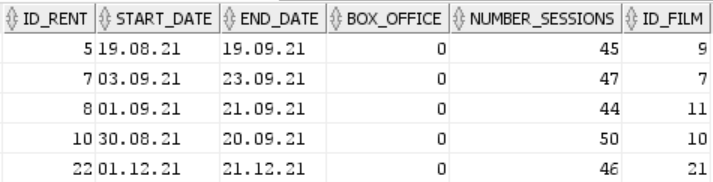 ID_RENT START_DATE END_DATE BOX_OFFICE NUMBER_SESSIONS ID_FILM
5 19.08.21 19.09.21 0 45 9
7 03.09.21 23.09.21 0 47 7
8 01.09.21 21.09.21 0 44 11
10 30.08.21 20.09.21 0 50 10
22 01.12.21 21.12.21 0 46 21